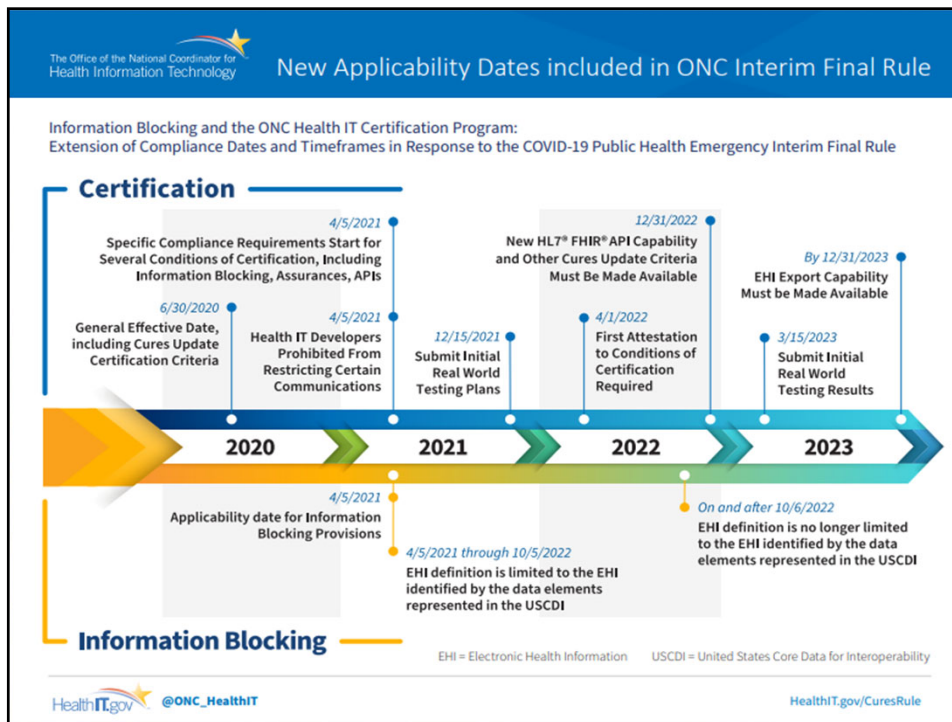 The Office of the National Coordinator for
Health Information Technology
New Applicability Dates included in ONC Interim Final Rule
Information Blocking and the ONC Health IT Certification Program:
Extension of Compliance Dates and Timeframes in Response to the COVID-19 Public Health Emergency Interim Final Rule
Certification
4/5/2021
Specific Compliance Requirements Start for
Several Conditions of Certification, Including
Information Blocking, Assurances, APIs
12/31/2022
New HL7® FHIR® API Capability
and Other Cures Update Criteria
Must Be Made Available
By 12/31/2023
EHI Export Capability
Must be Made Available
6/30/2020
General Effective Date,
including Cures Update
Certification Criteria
4/5/2021
Health IT Developers
Prohibited From
Restricting Certain
Communications
12/15/2021
Submit Initial
Real World
Testing Plans
4/1/2022
First Attestation
to Conditions of
Certification
Required
3/15/2023
Submit Initial
Real World
Testing Results
2020
2021
2022
2023
4/5/2021
Applicability date for Information
Blocking Provisions
4/5/2021 through 10/5/2022
EHI definition is limited to the EHI
identified by the data elements
represented in the USCDI
On and after 10/6/2022
EHI definition is no longer limited
to the EHI identified by the data
elements represented in the USCDI
Information Blocking
EHI = Electronic Health Information
USCDI = United States Core Data for Interoperability
HealthIT.gov
@ONC_HealthIT
HealthIT.gov/CuresRule